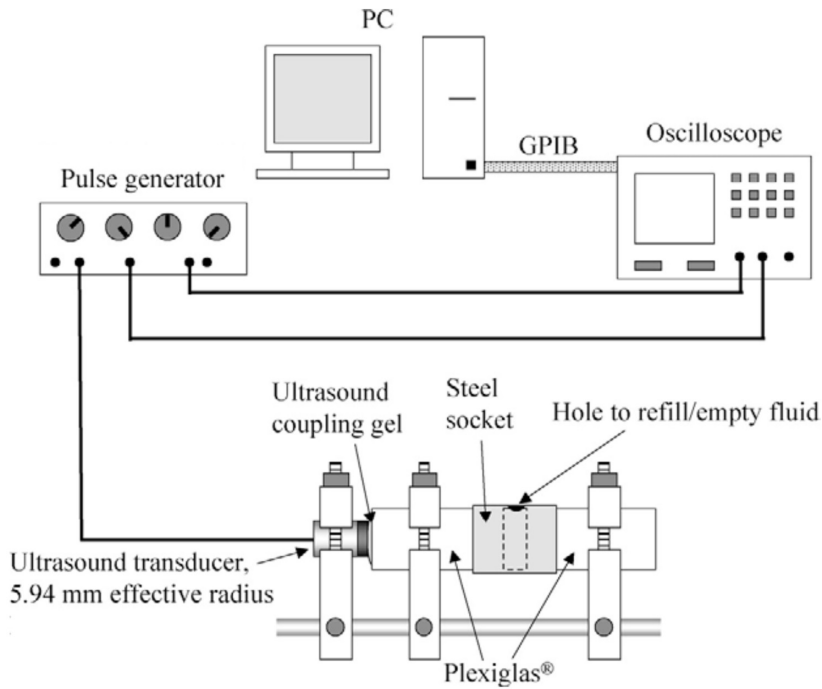 PC
GPIB
Oscilloscope
Pulse generator
Ultrasound
coupling gel
Steel
socket
Hole to refill/empty fluid
Ultrasound transducer,
5.94 mm effective radius
Plexiglas®